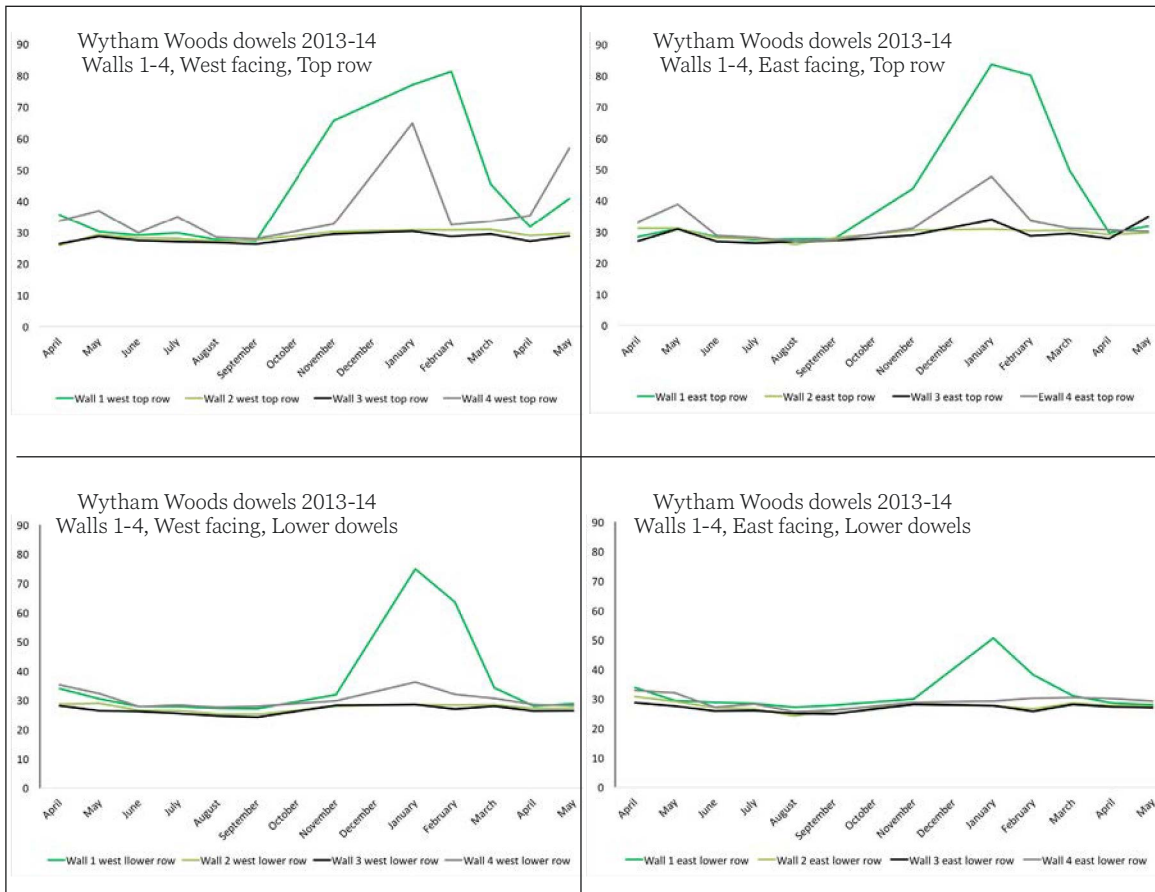 Wytham Woods dowels 2013-14
Walls 1-4, West facing, Top row
90
80
70
60
50
40
30
20
10
0
April
May
June
July
August
September
October
November
December
January
February
March
April
May
Wall 1 west top row Wall 2 west top row Wall 3 west top row Wall 4 west top row
Wytham Woods dowels 2013-14
Walls 1-4, East facing, Top row
90
80
70
60
50
40
30
20
10
0
April
May
June
July
August
September
October
November
December
January
February
March
April
May
Wall 1 east top row Wall 2 east top row Wall 3 east top row Ewall 4 east top row
Wytham Woods dowels 2013-14
Walls 1-4, West facing, Lower dowels
90
80
70
60
50
40
30
20
10
0
April
May
June
July
August
September
October
November
December
January
February
March
April
May
Wall 1 west llower row Wall 2 west lower row Wall 3 west lower row Wall 4 west lower row
Wytham Woods dowels 2013-14
Walls 1-4, East facing, Lower dowels
90
80
70
60
50
40
30
20
10
0
April
May
June
July
August
September
October
November
December
January
February
March
April
May
Wall 1 east lower row Wall 2 east lower row Wall 3 east lower row Wall 4 east lower row